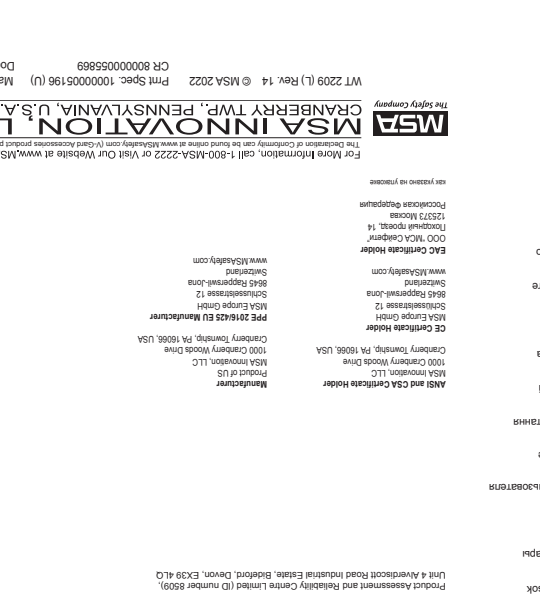 Product Assessment and Reliability Centre Limited (ID number 8509),
Unit 4 Alverdiscott Road Industrial Estate, Bideford, Devon, EX39 4LQ
ANSI and CSA Certificate Holder
MSA Innovation, LLC
1000 Cranberry Woods Drive
Cranberry Township, PA 16066, USA
CE Certificate Holder
MSA Europe GmbH
Schlüsselstrasse 12
8645 Rapperswil-Jona
Switzerland
www.MSAsafety.com
EAC Certificate Holder
ООО "МСА Сейфети"
Походный проезд, 14
125373 Москва
Российская Федерация
как указано на упаковке
Manufacturer
Product of US
MSA Innovation, LLC
1000 Cranberry Woods Drive
Cranberry Township, PA 16066, USA
PPE 2016/425 EU Manufacturer
MSA Europe GmbH
Schlüsselstrasse 12
8645 Rapperswil-Jona
Switzerland
www.MSAsafety.com
For More Information, call 1-800-MSA-2222 or Visit Our Website at www.MS
The Declaration of Conformity can be found online at www.MSAsafety.com (V-Gard Accessories product p
MSA
The Safety Company
MSA INNOVATION, L
CRANBERRY TWP., PENNSYLVANIA, U.S.A.
WT 2209 (L) Rev. 14 © MSA 2022 Prnt Spec. 10000005196 (U) Ma
CR 800000055869 Do